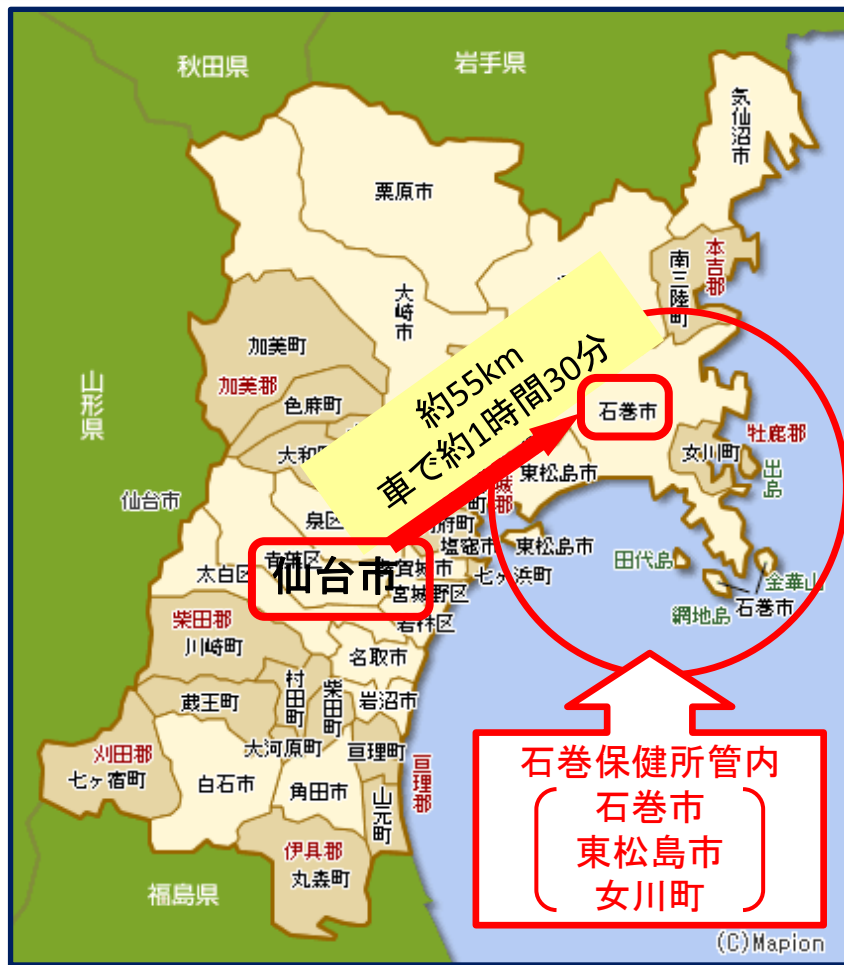 秋田県
岩手県
気仙沼市
栗原市
本吉郡
南三陸町
大崎市
加美町
加美郡
山形県
約55km
車で約1時間30分
色麻町
石巻市
牡鹿郡
大和
女川町
出島
東松島市
仙台市
泉区
塩竈市
東松島市
田代島
青葉区
仙台市
太白区
七ヶ浜町
金華山
宮城野区
石巻市
網地島
柴田郡
若林区
川崎町
名取市
村田町
柴田町
岩沼市
蔵王町
大河原町
亘理町
刈田郡
七ヶ宿町
白石市
角田市
山元町
亘理郡
石巻保健所管内
石巻市
東松島市
女川町
伊具郡
丸森町
福島県
(C)Mapion